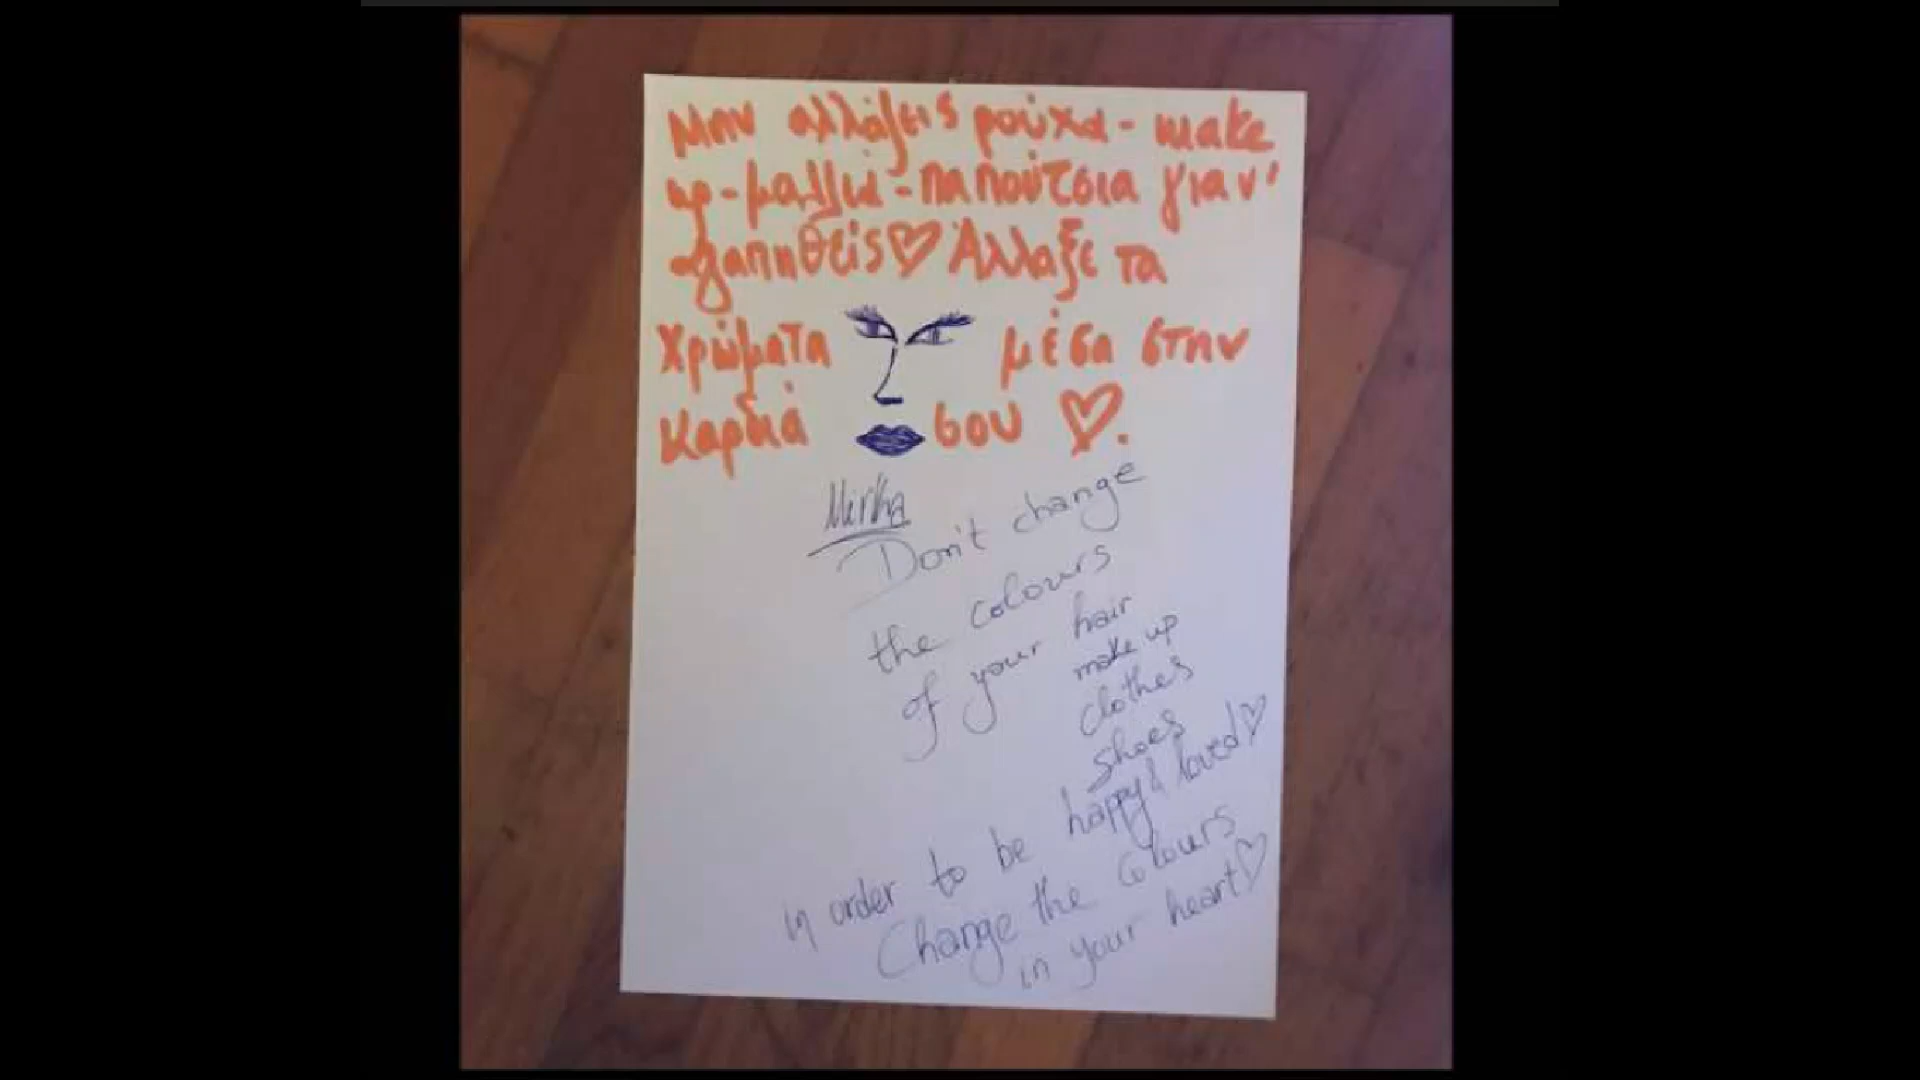 Μην αλλάζεις ρούχα - make
up - μαλλιά - παπούτσια για ν'
αγαπηθείς♡ Άλλαξε τα
χρώματα μέσα στην
καρδιά σου ♡.
Mirka
Don't change
the colours
of your hair
make up
clothes
shoes
in order to be happy & loved♡
Change the colours
in your heart♡